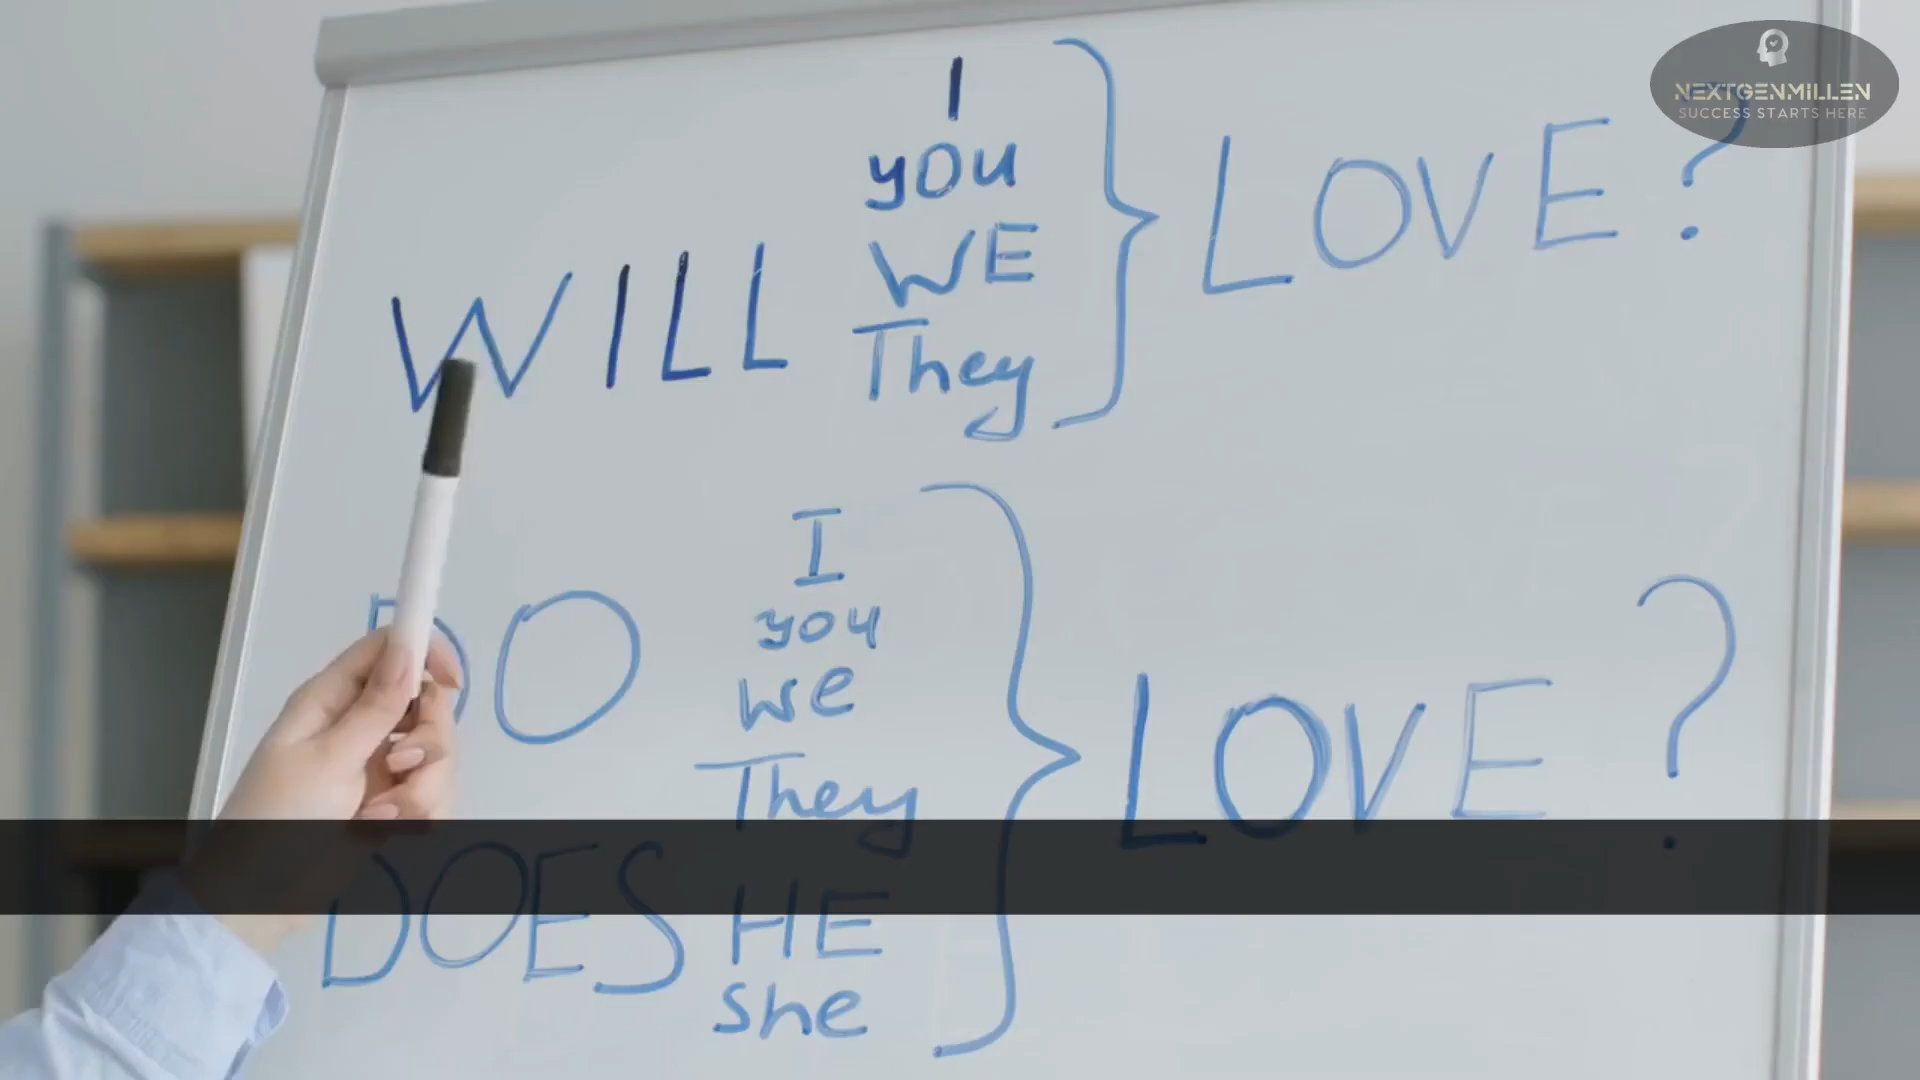 NEXTGENMILLEN
SUCCESS STARTS HERE
WILL I you WE They } LOVE ?
DO I you we They } LOVE ?
DOES HE she